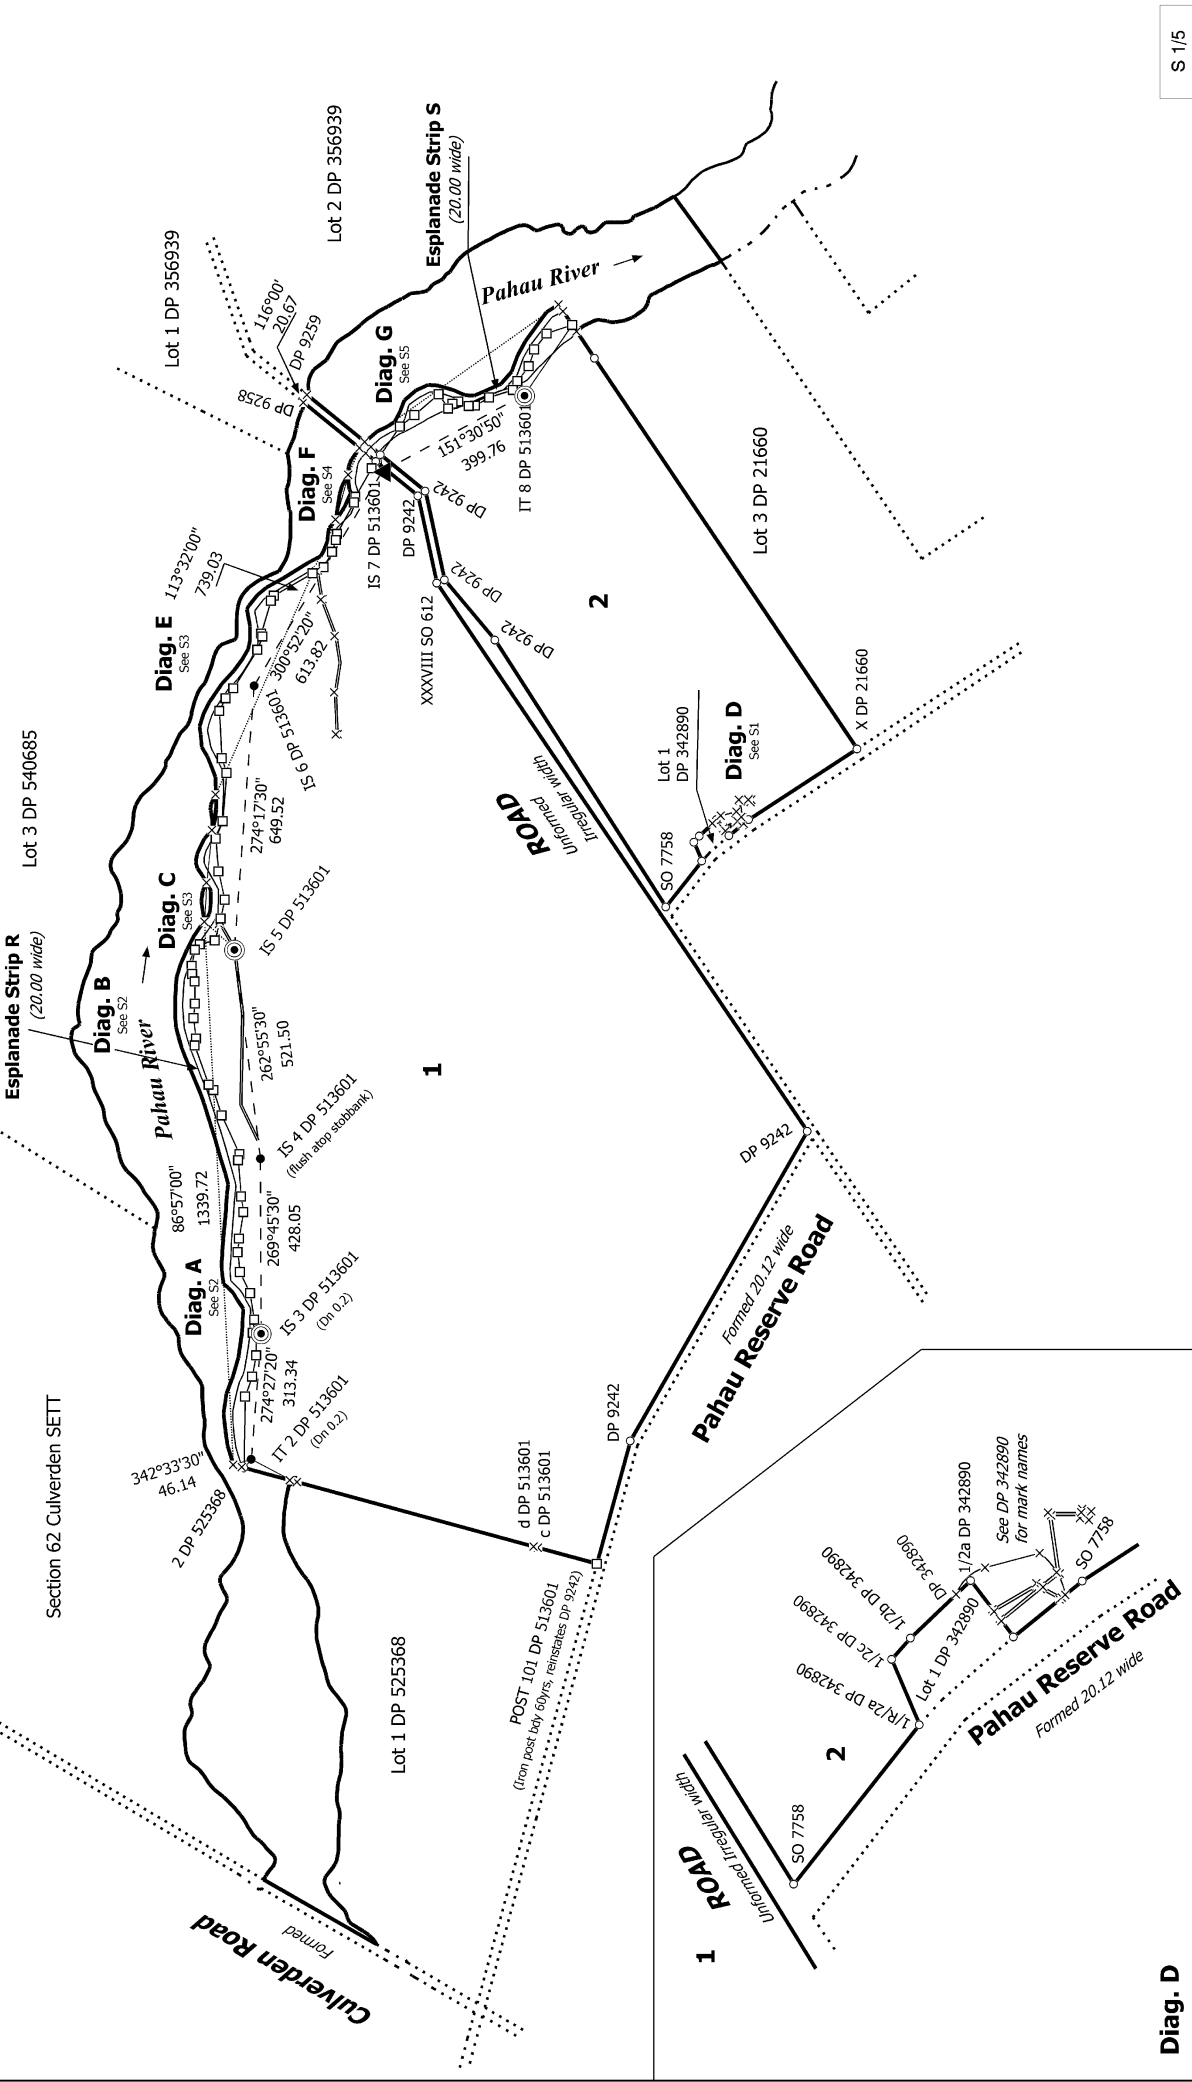 S 1/5
Lot 1 DP 356939
Lot 2 DP 356939
Esplanade Strip S
(20.00 wide)
Pahau River
116°00'
20.67
DP 9259
DP 9258
Diag. G
See S5
Diag. F
See S4
151°30'50"
399.76
IT 8 DP 513601
IS 7 DP 513601
DP 9242
DP 9242
XXXVIII SO 612
DP 9242
DP 9242
Lot 3 DP 21660
2
X DP 21660
113°32'00"
739.03
Diag. E
See S3
300°52'20"
613.82
IS 6 DP 513601
274°17'30"
649.52
IS 5 DP 513601
Lot 3 DP 540685
ROAD
Unformed
Irregular width
Lot 1
DP 342890
Diag. D
See S1
SO 7758
Esplanade Strip R
(20.00 wide)
Diag. C
See S3
Diag. B
See S2
Pahau River
262°55'30"
521.50
IS 4 DP 513601
(flush atop stobbank)
1
86°57'00"
1339.72
269°45'30"
428.05
Diag. A
See S2
IS 3 DP 513601
(Dn 0.2)
274°27'20"
313.34
IT 2 DP 513601
(Dn 0.2)
DP 9242
Formed 20.12 wide
Pahau Reserve Road
DP 9242
Section 62 Culverden SETT
342°33'30"
46.14
2 DP 525368
d DP 513601
c DP 513601
POST 101 DP 513601
(Iron post bdy 60yrs, reinstates DP 9242)
Lot 1 DP 525368
Culverden Road
Formed
1
ROAD
Unformed Irregular width
2
SO 7758
1/R/2a DP 342890
1/2c DP 342890
1/2b DP 342890
DP 342890
1/2a DP 342890
Lot 1 DP 342890
See DP 342890
for mark names
SO 7758
Pahau Reserve Road
Formed 20.12 wide
Diag. D